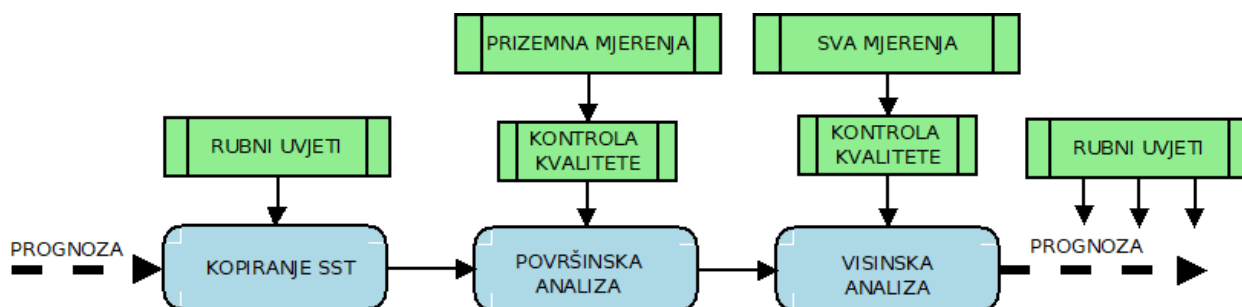 PRIZEMNA MJERENJA
SVA MJERENJA
RUBNI UVJETI
KONTROLA
KVALITETE
KONTROLA
KVALITETE
RUBNI UVJETI
PROGNOZA
KOPIRANJE SST
POVRŠINSKA
ANALIZA
VISINSKA
ANALIZA
PROGNOZA